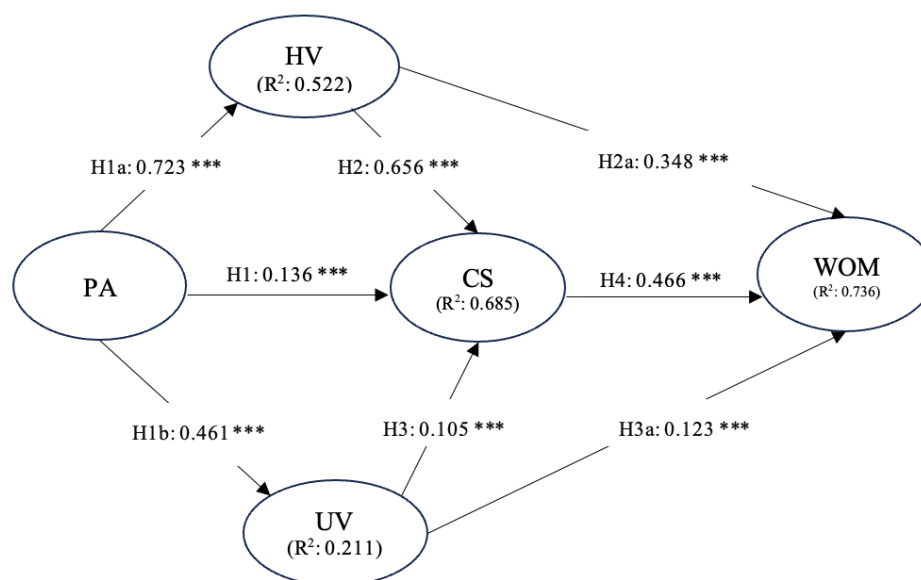 HV
(R²: 0.522)
H1a: 0.723 ***
H2: 0.656 ***
H2a: 0.348 ***
PA
H1: 0.136 ***
CS
(R²: 0.685)
H4: 0.466 ***
WOM
(R²: 0.736)
H1b: 0.461 ***
H3: 0.105 ***
H3a: 0.123 ***
UV
(R²: 0.211)